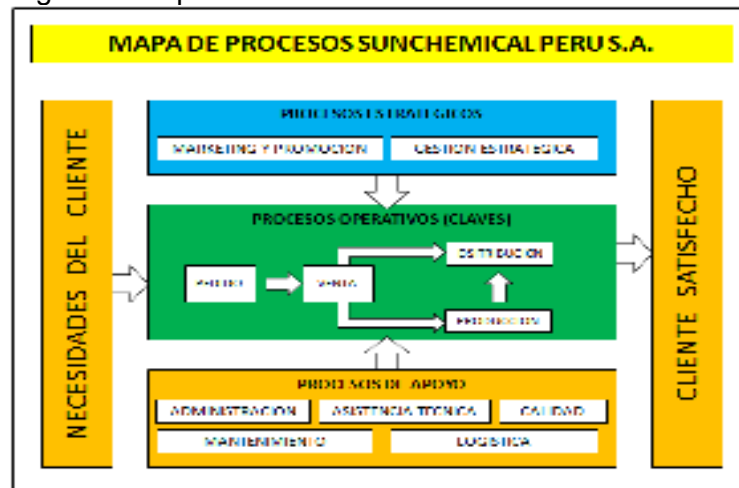 MAPA DE PROCESOS SUNCHEMICAL PERU S.A.
NECESIDADES DEL CLIENTE
PROCESOS ESTRATEGICOS
MARKETING Y PROMOCION
GESTION ESTRATEGICA
PROCESOS OPERATIVOS (CLAVES)
PEDIDO
VENTA
DISTRIBUCION
PRODUCCION
PROCESOS DE APOYO
ADMINISTRACION
ASISTENCIA TECNICA
CALIDAD
MANTENIMIENTO
LOGISTICA
CLIENTE SATISFECHO